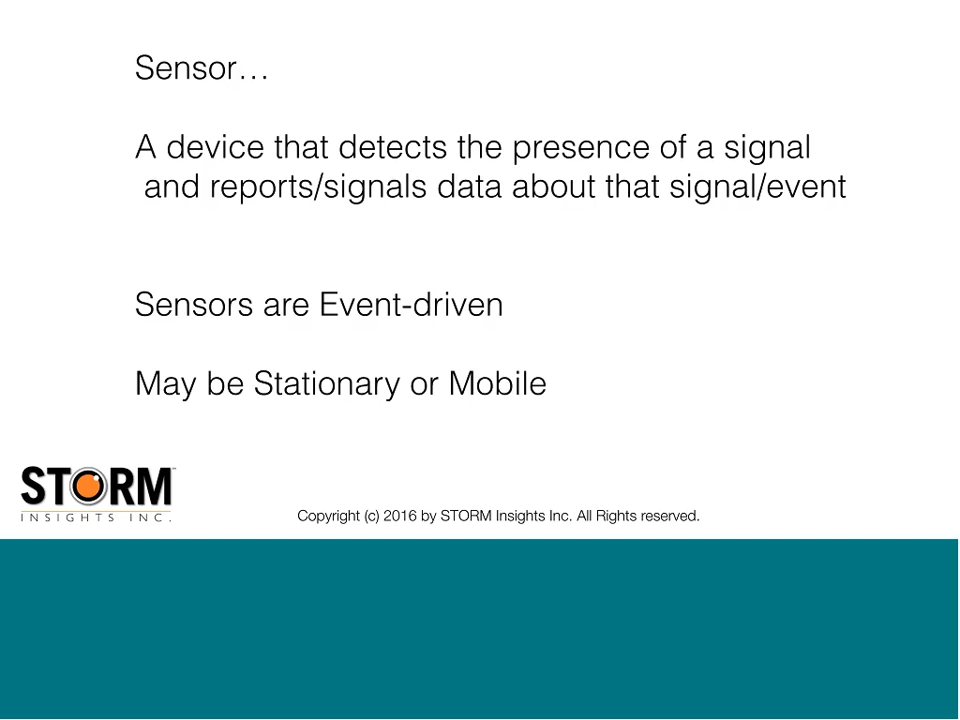 Sensor…
A device that detects the presence of a signal
and reports/signals data about that signal/event
Sensors are Event-driven
May be Stationary or Mobile
STORM™
INSIGHTS INC.
Copyright (c) 2016 by STORM Insights Inc. All Rights reserved.